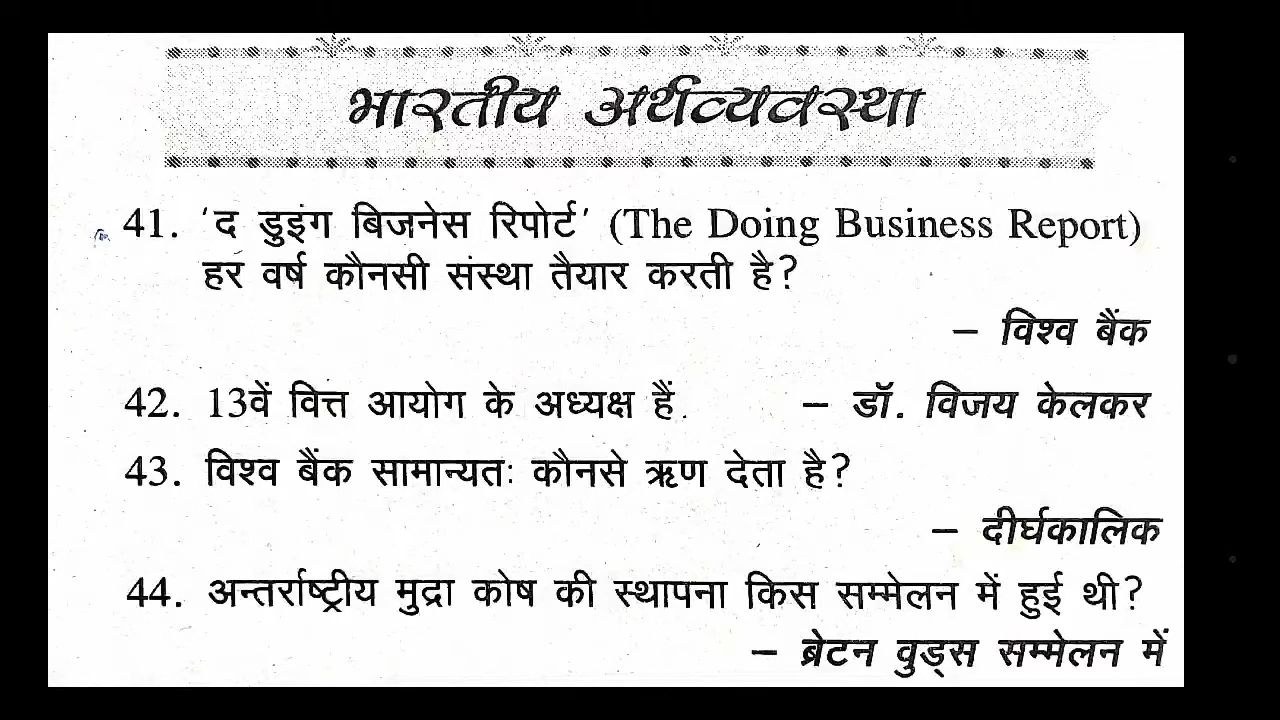 भारतीय अर्थव्यवस्था
41. 'द डुइंग बिजनेस रिपोर्ट' (The Doing Business Report)
हर वर्ष कौनसी संस्था तैयार करती है?
– विश्व बैंक
42. 13वें वित्त आयोग के अध्यक्ष हैं. – डॉ. विजय केलकर
43. विश्व बैंक सामान्यतः कौनसे ऋण देता है?
– दीर्घकालिक
44. अन्तर्राष्ट्रीय मुद्रा कोष की स्थापना किस सम्मेलन में हुई थी?
– ब्रेटन वुड्स सम्मेलन में